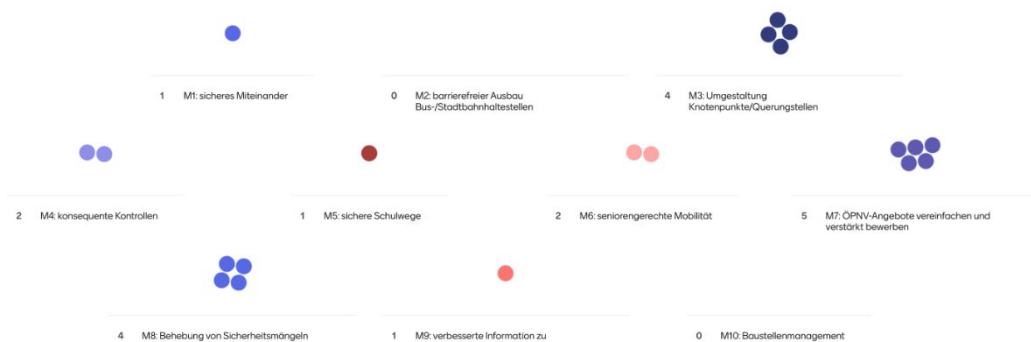 1 M1: sicheres Miteinander
0 M2: barrierefreier Ausbau
Bus-/Stadtbahnhaltestellen
4 M3: Umgestaltung
Knotenpunkte/Querungstellen
2 M4: konsequente Kontrollen
1 M5: sichere Schulwege
2 M6: seniorengerechte Mobilität
5 M7: ÖPNV-Angebote vereinfachen und
verstärkt bewerben
4 M8: Behebung von Sicherheitsmängeln
1 M9: verbesserte Information zu
0 M10: Baustellenmanagement